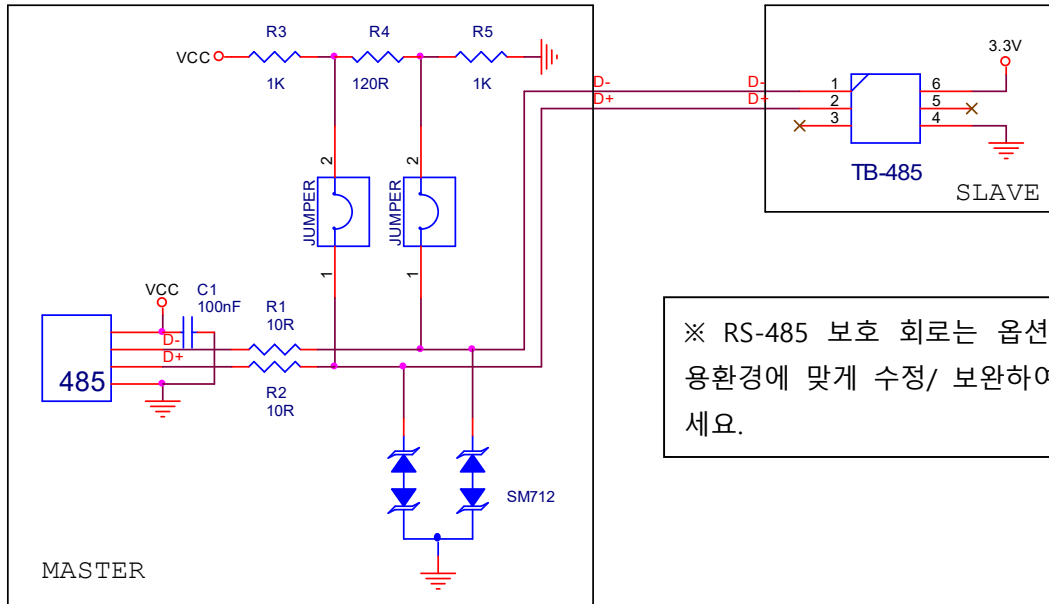 R3
R4
R5
VCC
1K
120R
1K
D-
D+
D-
D+
3.3V
1
2
3
6
5
4
TB-485
SLAVE
2
2
JUMPER
JUMPER
1
1
VCC
C1
100nF
R1
10R
D-
D+
485
R2
10R
SM712
MASTER
※ RS-485 보호 회로는 옵션
용환경에 맞게 수정/ 보완하여
세요.